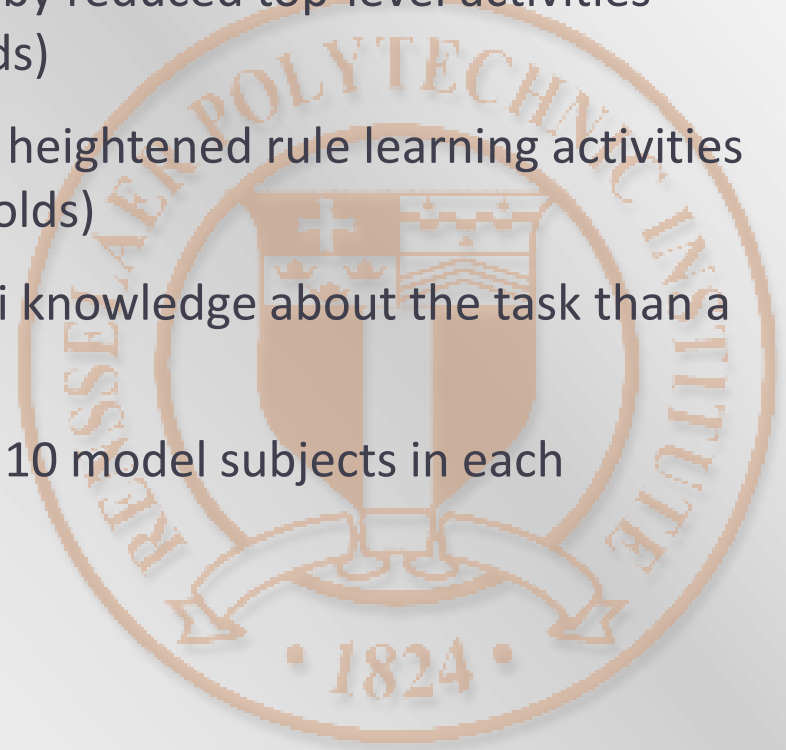 by reduced top-level activities
ds)
heightened rule learning activities
olds)
i knowledge about the task than a
10 model subjects in each
RENSSELAER POLYTECHNIC INSTITUTE
• 1824 •